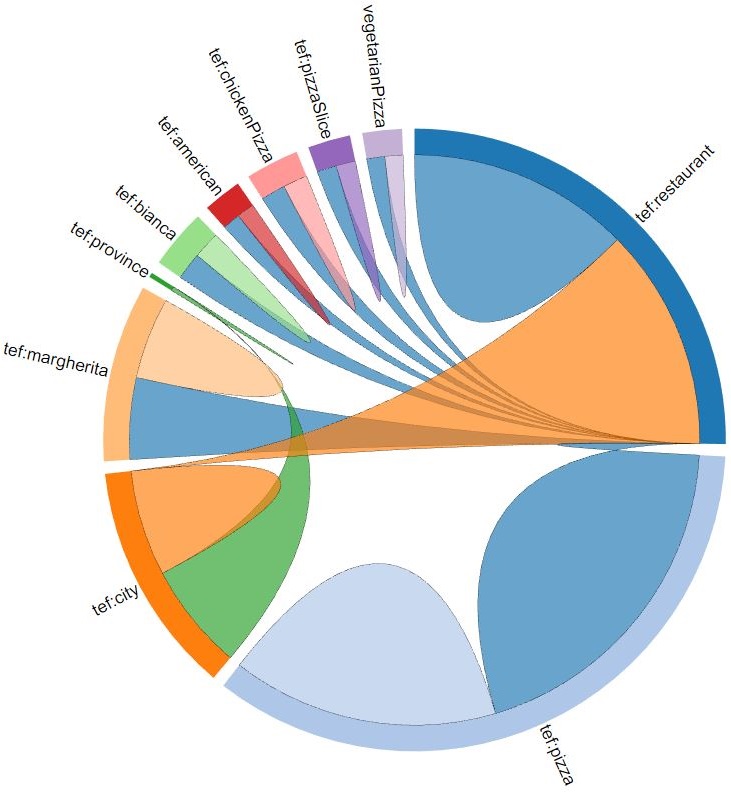 vegetarianPizza
tef:pizzaSlice
tef:chickenPizza
tef:american
tef:restaurant
tef:bianca
tef:province
tef:margherita
tef:city
tef:pizza